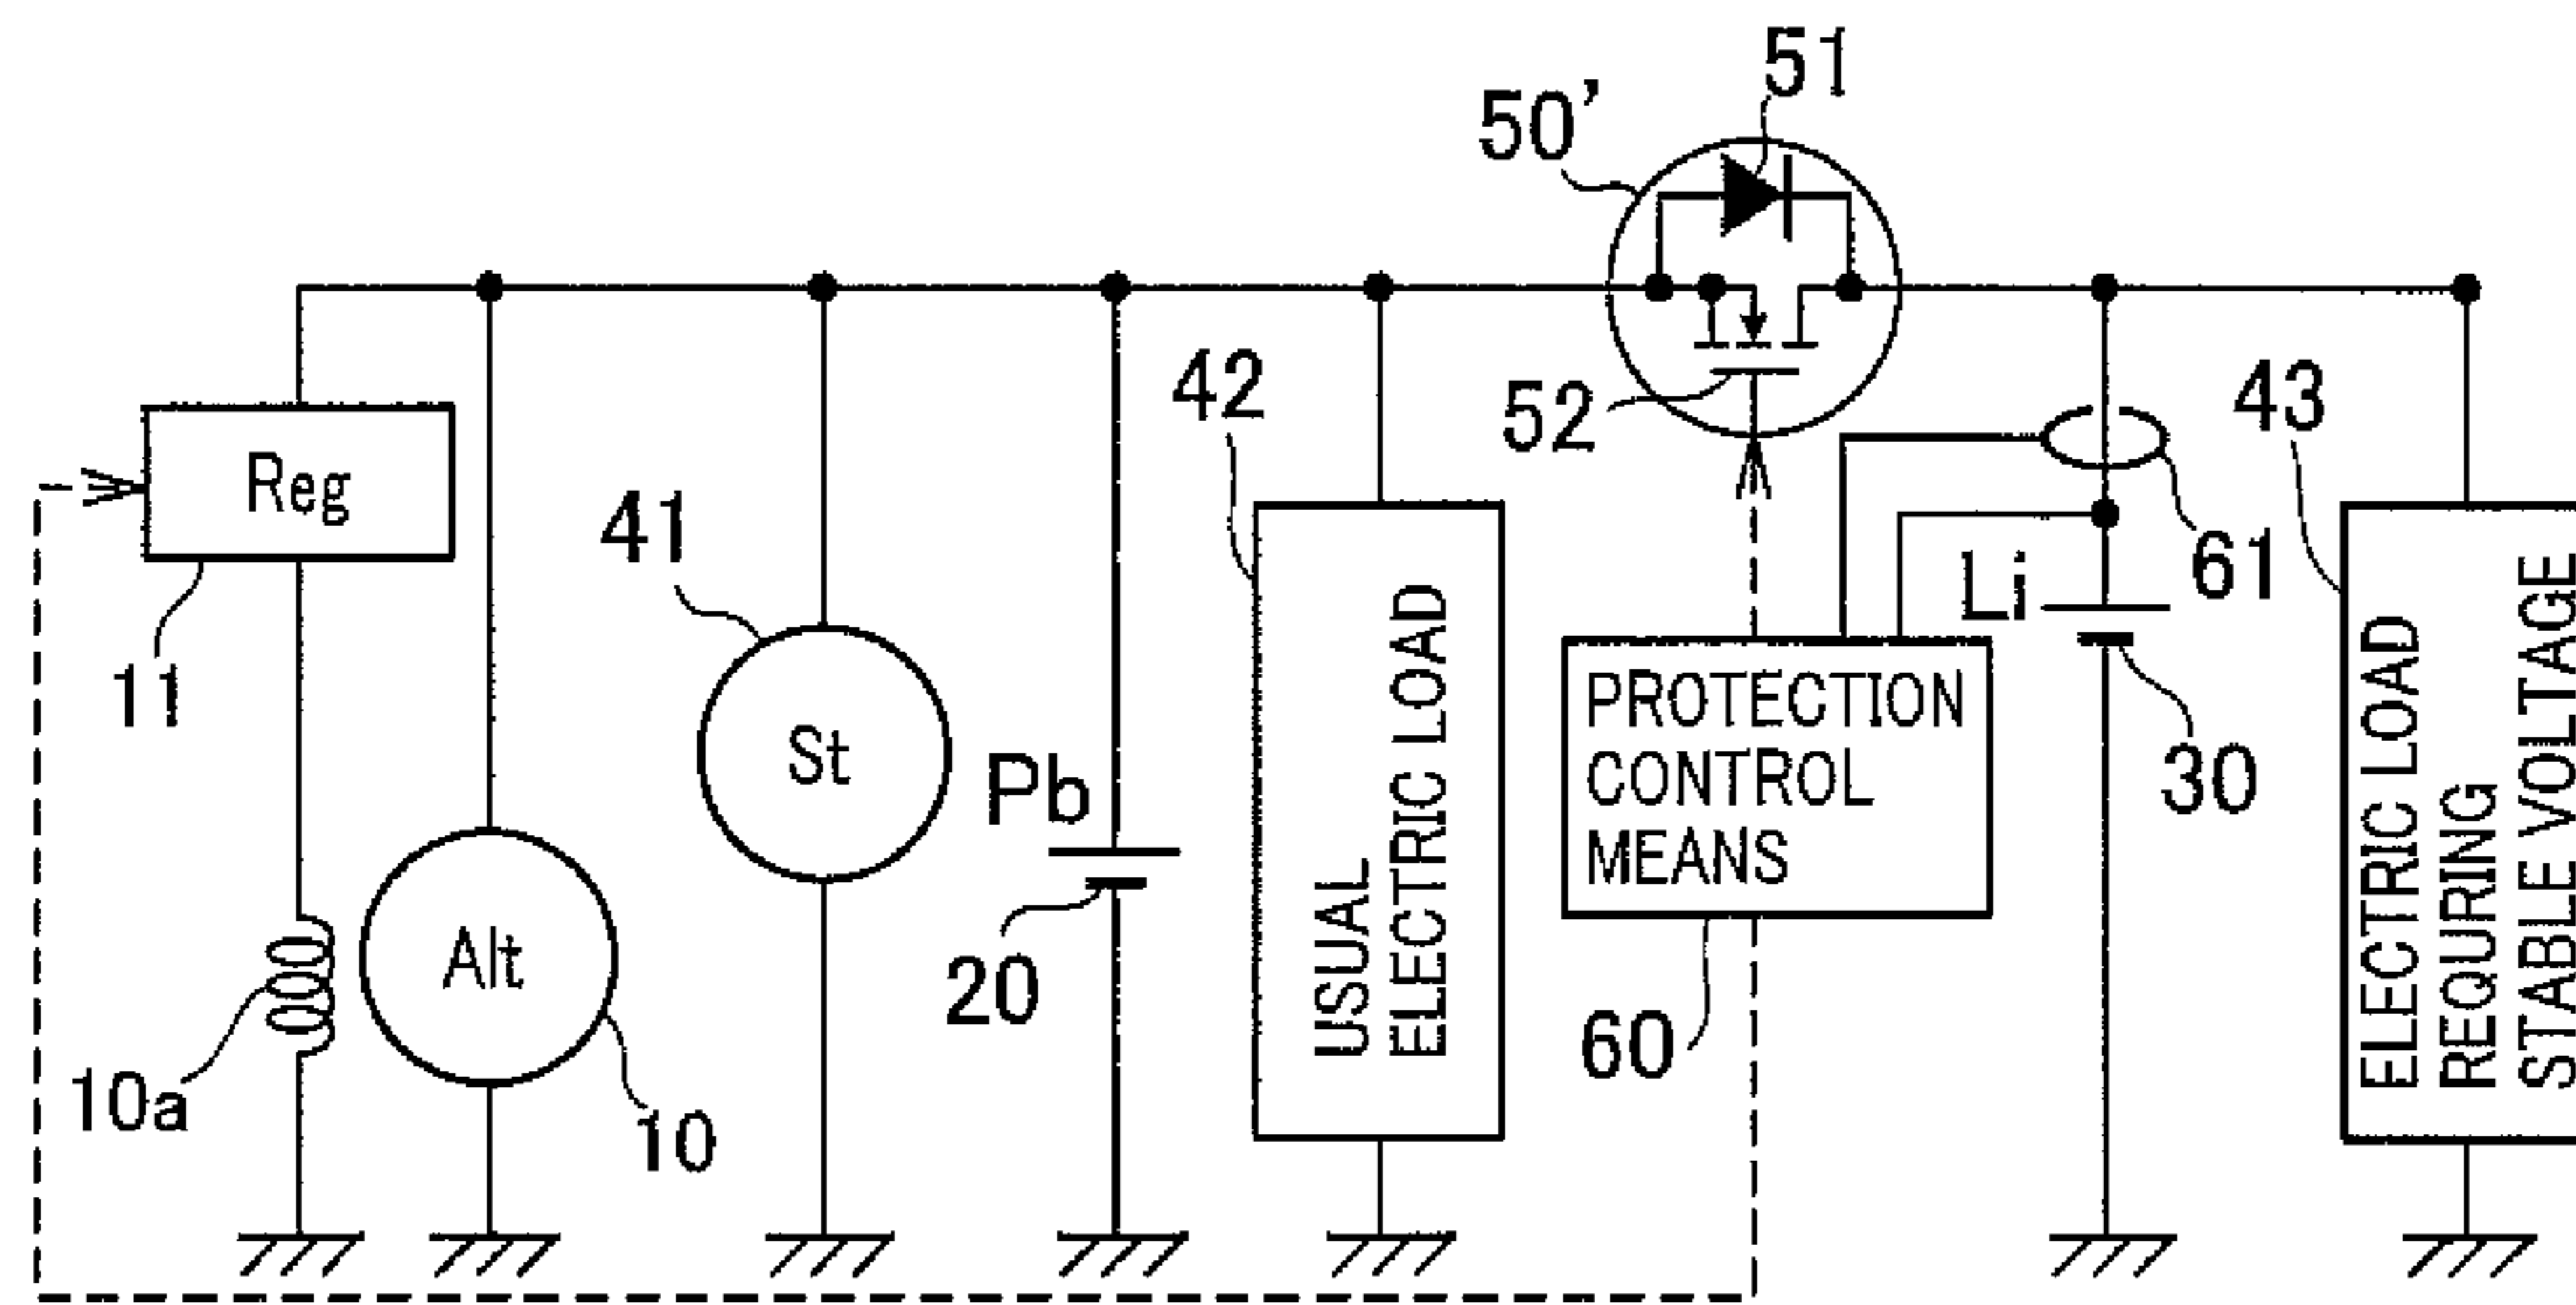 51
50'
42
52
43
Reg
41
61
Li
11
PROTECTION
CONTROL
MEANS
St
Pb
30
20
USUAL
ELECTRIC LOAD
ELECTRIC LOAD
REQURING
STABLE VOLTAGE
Alt
60
10a
10